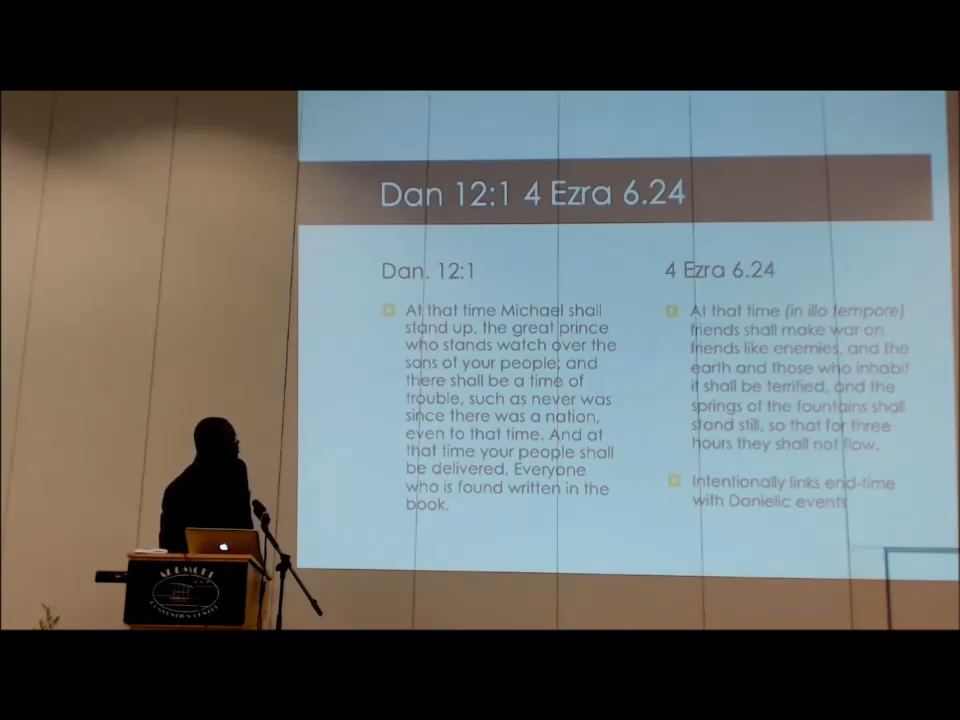 Dan 12:1 4 Ezra 6.24
Dan. 12:1
At that time Michael shall
stand up, the great prince
who stands watch over the
sons of your people; and
there shall be a time of
trouble, such as never was
since there was a nation,
even to that time. And at
that time your people shall
be delivered, Everyone
who is found written in the
book.
4 Ezra 6.24
At that time (in illo tempore)
friends shall make war on
friends like enemies, and the
earth and those who inhabit
it shall be terrified, and the
springs of the fountains shall
stand still, so that for three
hours they shall not flow.
Intentionally links end-time
with Danielic events
CONVENTION CENTRE